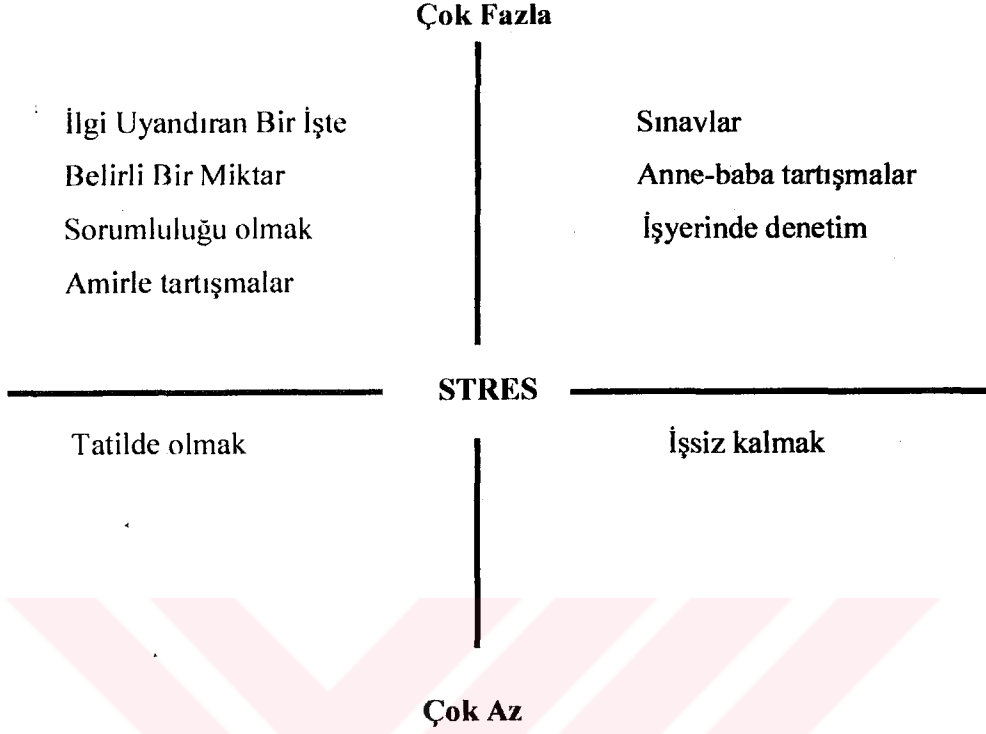 Çok Fazla
İlgi Uyandıran Bir İşte
Belirli Bir Miktar
Sorumluluğu olmak
Amirle tartışmalar
Sınavlar
Anne-baba tartışmalar
İşyerinde denetim
STRES
Tatilde olmak
İşsiz kalmak
Çok Az